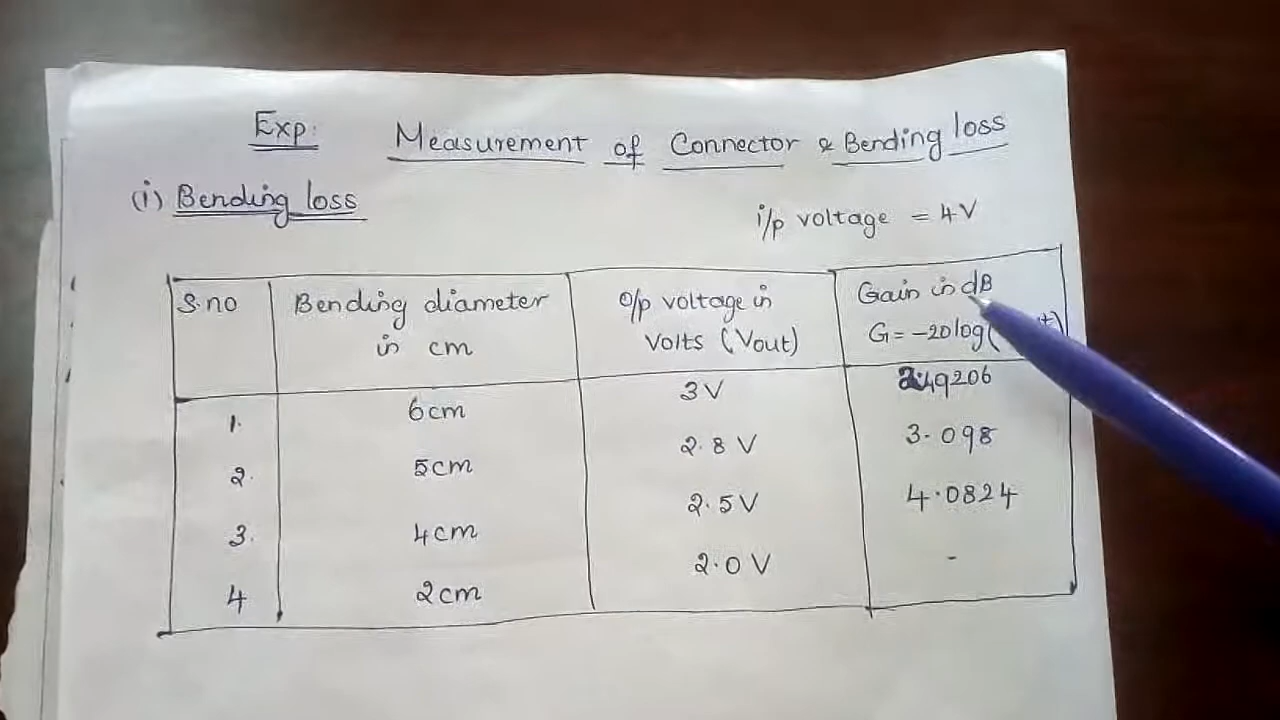 Exp: Measurement of Connector & Bending loss
(i) Bending loss
i/p voltage = 4V
S.no Bending diameter in cm o/p voltage in Volts (Vout) Gain in dB G = -20log(
1. 6cm 3V 2.49206
2. 5cm 2.8 V 3.098
3. 4cm 2.5V 4.0824
4 2cm 2.0 V -